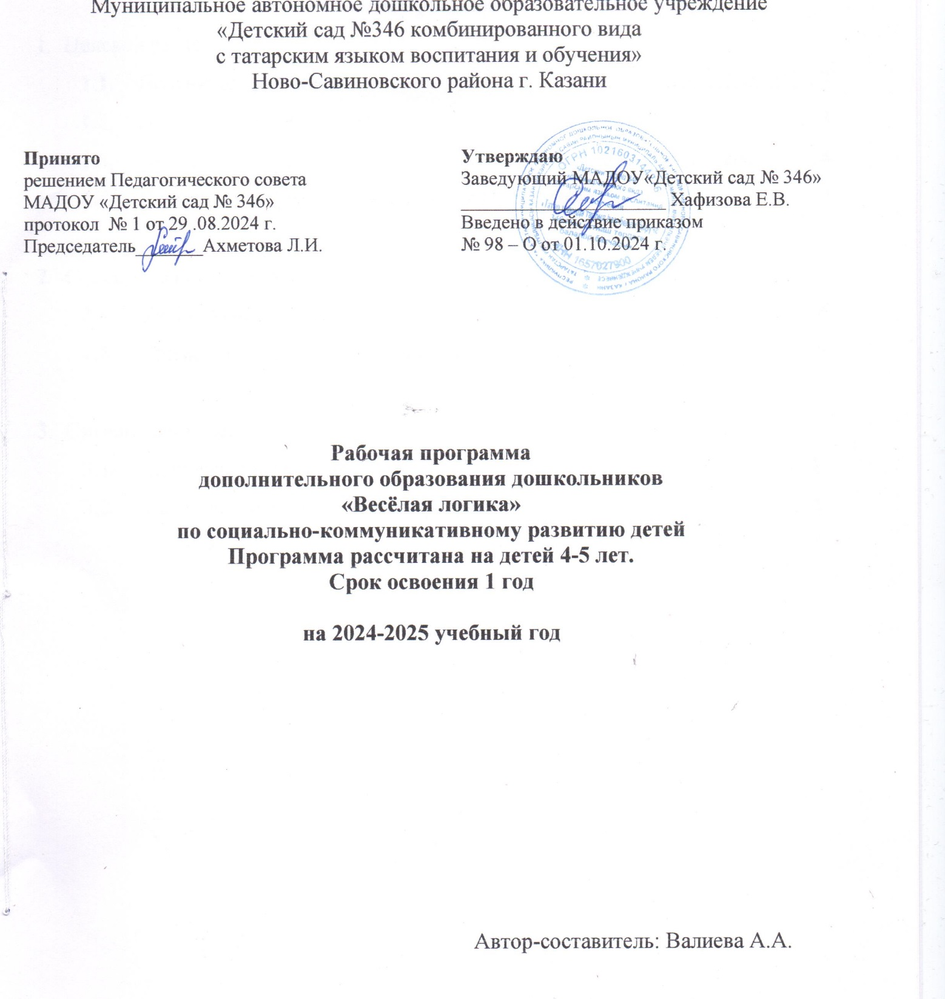 Муниципальное автономное дошкольное образовательное учреждение
«Детский сад №346 комбинированного вида
с татарским языком воспитания и обучения»
Ново-Савиновского района г. Казани
Принято
решением Педагогического совета
МАДОУ «Детский сад № 346»
протокол № 1 от 29 .08.2024 г.
Председатель_______Ахметова Л.И.
Утверждаю
Заведующий МАДОУ«Детский сад № 346»
_____________________ Хафизова Е.В.
Введено в действие приказом
№ 98 – О от 01.10.2024 г.
ОГРН
1657027900
Рабочая программа
дополнительного образования дошкольников
«Весёлая логика»
по социально-коммуникативному развитию детей
Программа рассчитана на детей 4-5 лет.
Срок освоения 1 год
на 2024-2025 учебный год
Автор-составитель: Валиева А.А.